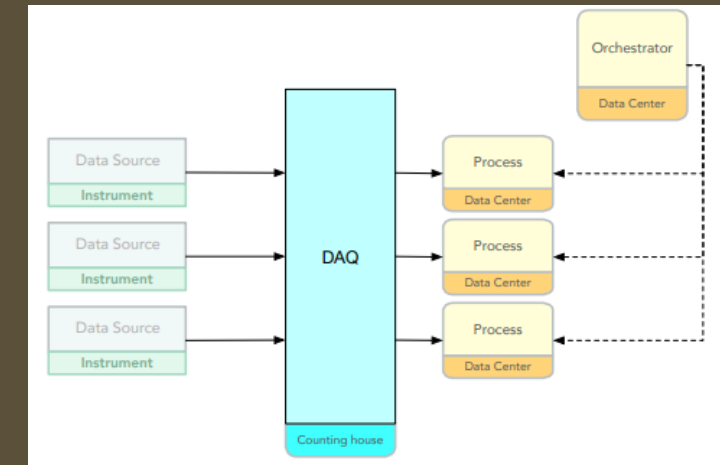 Orchestrator
Data Center
Data Source
Instrument
Data Source
Instrument
Data Source
Instrument
DAQ
Counting house
Process
Data Center
Process
Data Center
Process
Data Center